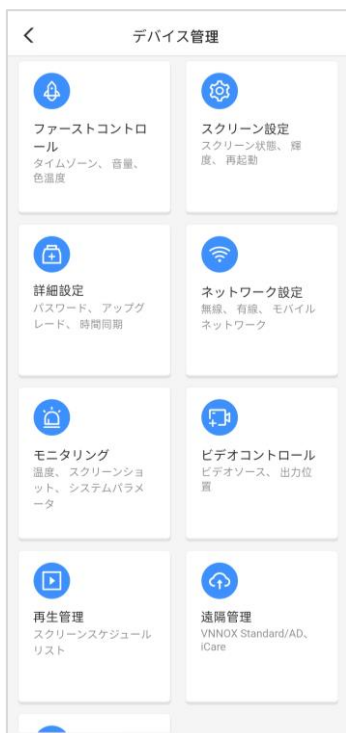 デバイス管理
ファーストコントロ
ール
タイムゾーン、 音量、
色温度
スクリーン設定
スクリーン状態、 輝
度、 再起動
詳細設定
パスワード、 アップグ
レード、 時間同期
ネットワーク設定
無線、 有線、 モバイル
ネットワーク
モニタリング
温度、 スクリーンショ
ット、 システムパラメ
ータ
ビデオコントロール
ビデオソース、 出力位
置
再生管理
スクリーンスケジュール
リスト
遠隔管理
VNNOX Standard/AD、
iCare